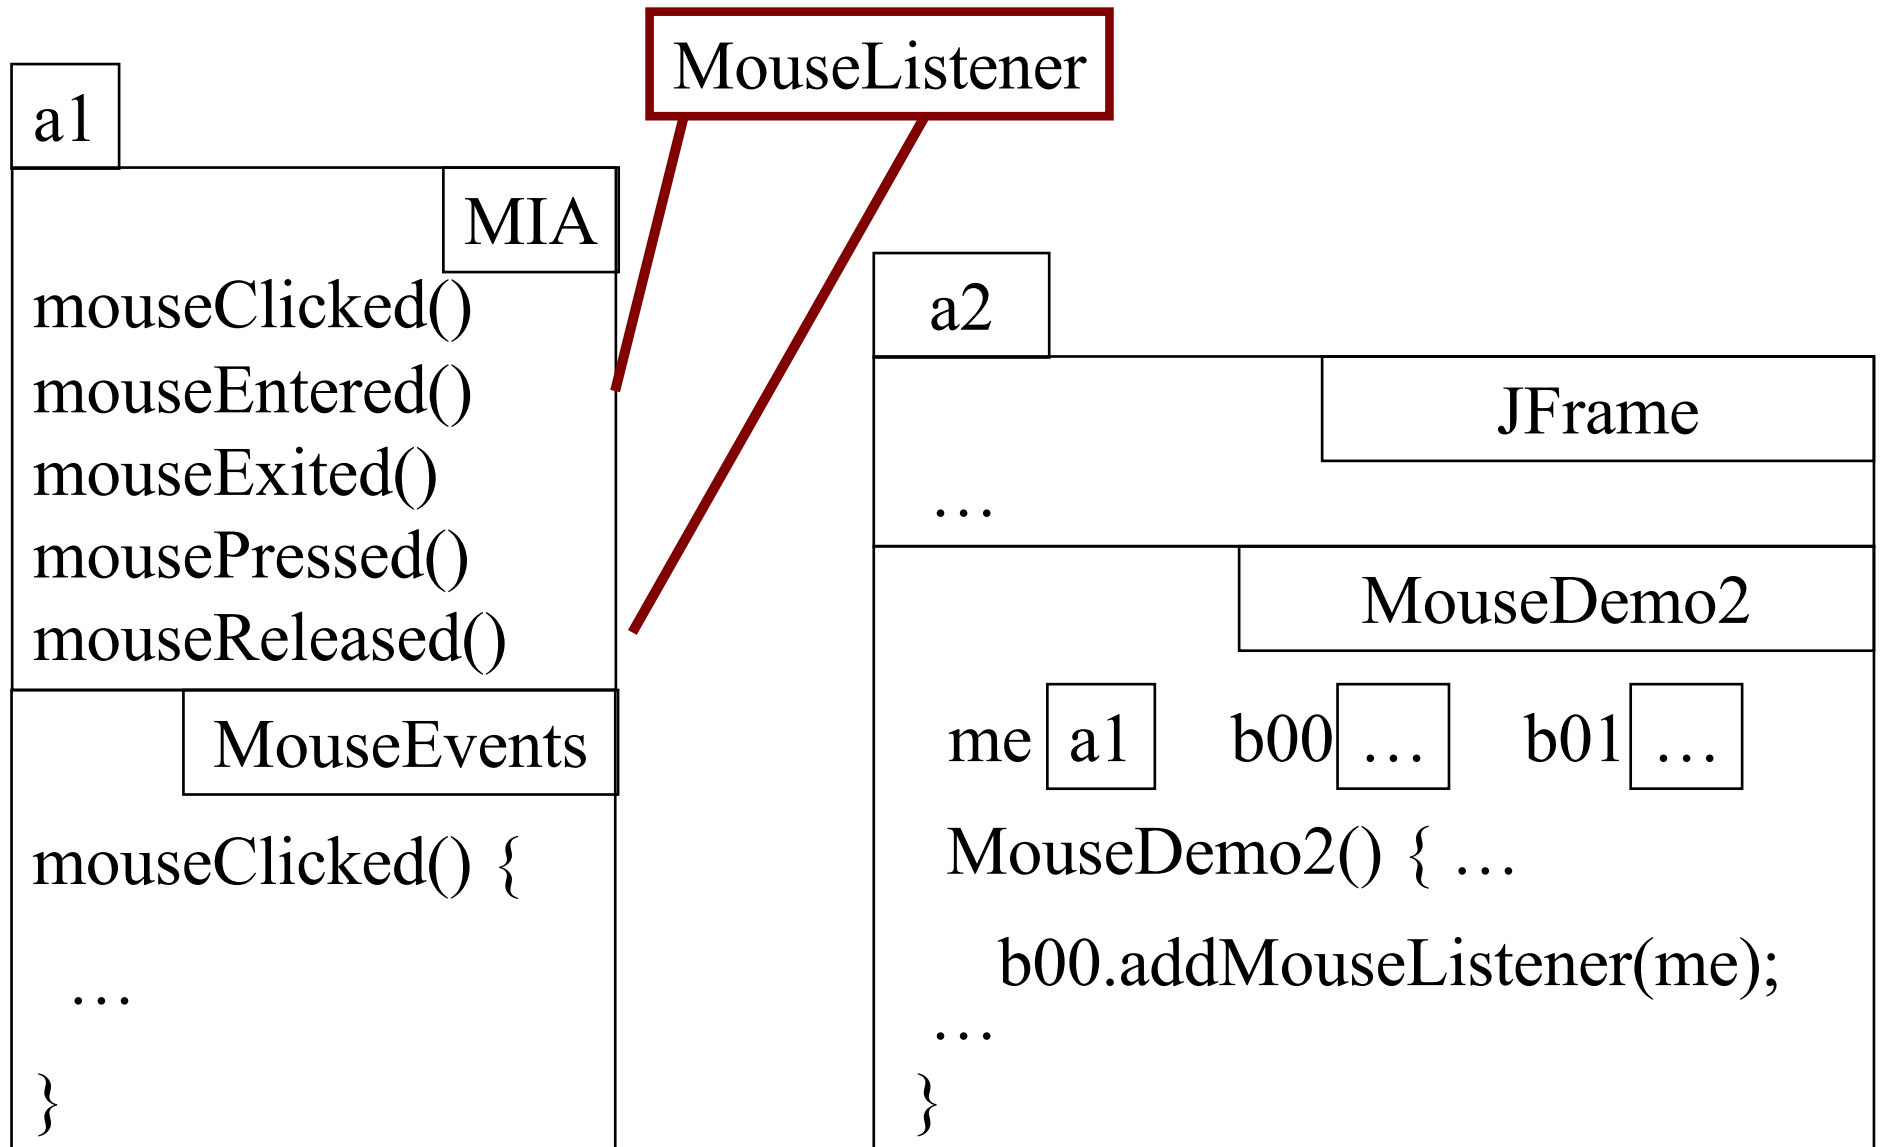 MouseListener
a1
MIA
mouseClicked()
mouseEntered()
mouseExited()
mousePressed()
mouseReleased()
MouseEvents
mouseClicked() {
…
}
a2
JFrame
…
MouseDemo2
me a1 b00 … b01 …
MouseDemo2() { …
b00.addMouseListener(me);
…
}